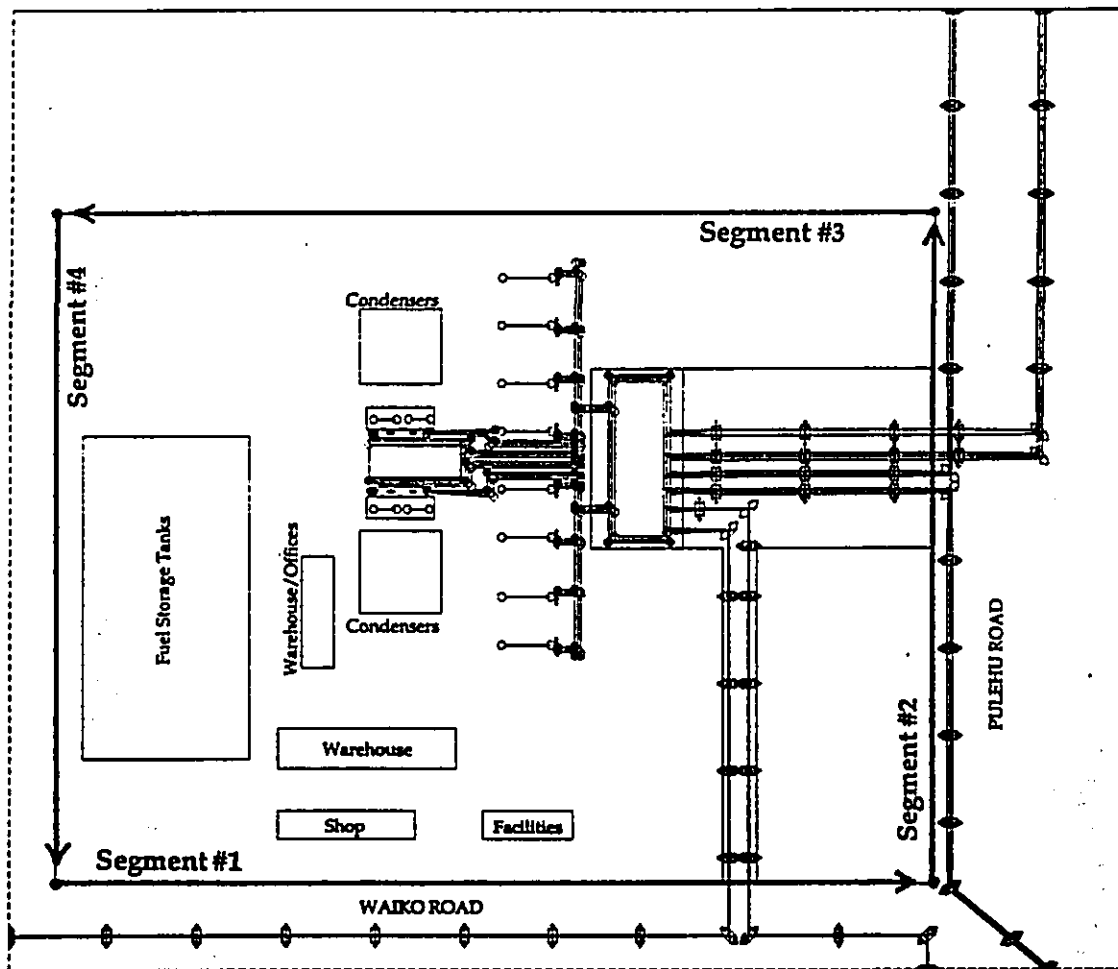 Segment #3
Segment #4
Condensers
Fuel Storage Tanks
Warehouse/Offices
Condensers
PULEHU ROAD
Segment #2
Warehouse
Shop
Facilities
Segment #1
WAIKO ROAD